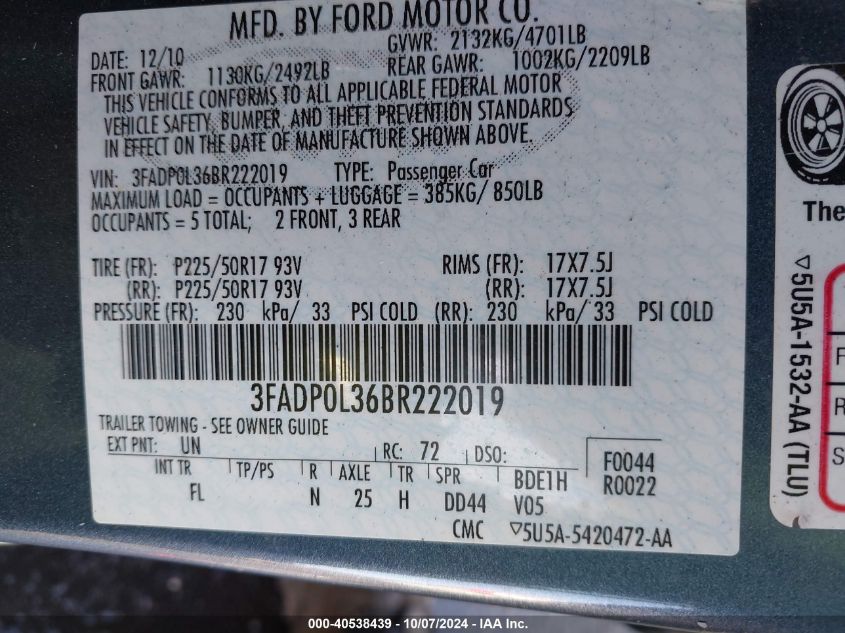 MFD. BY FORD MOTOR CO.
DATE: 12/10 GVWR: 2132KG/4701LB
FRONT GAWR: 1130KG/2492LB REAR GAWR: 1002KG/2209LB
THIS VEHICLE CONFORMS TO ALL APPLICABLE FEDERAL MOTOR
VEHICLE SAFETY, BUMPER, AND THEFT PREVENTION STANDARDS
IN EFFECT ON THE DATE OF MANUFACTURE SHOWN ABOVE.
VIN: 3FADP0L36BR222019 TYPE: Passenger Car
MAXIMUM LOAD = OCCUPANTS + LUGGAGE = 385KG/ 850LB
OCCUPANTS = 5 TOTAL; 2 FRONT, 3 REAR
TIRE (FR): P225/50R17 93V RIMS (FR): 17X7.5J
(RR): P225/50R17 93V (RR): 17X7.5J
PRESSURE (FR): 230 kPa/ 33 PSI COLD (RR): 230 kPa/ 33 PSI COLD
3FADP0L36BR222019
TRAILER TOWING - SEE OWNER GUIDE
EXT PNT: UN RC: 72 DSO: F0044
INT TR TP/PS R AXLE TR SPR BDE1H R0022
FL N 25 H DD44 V05
CMC ▽5U5A-5420472-AA
The
▽5U5A-1532-AA (TLU)
F
R
S
000-40538439 - 10/07/2024 - IAAI.com